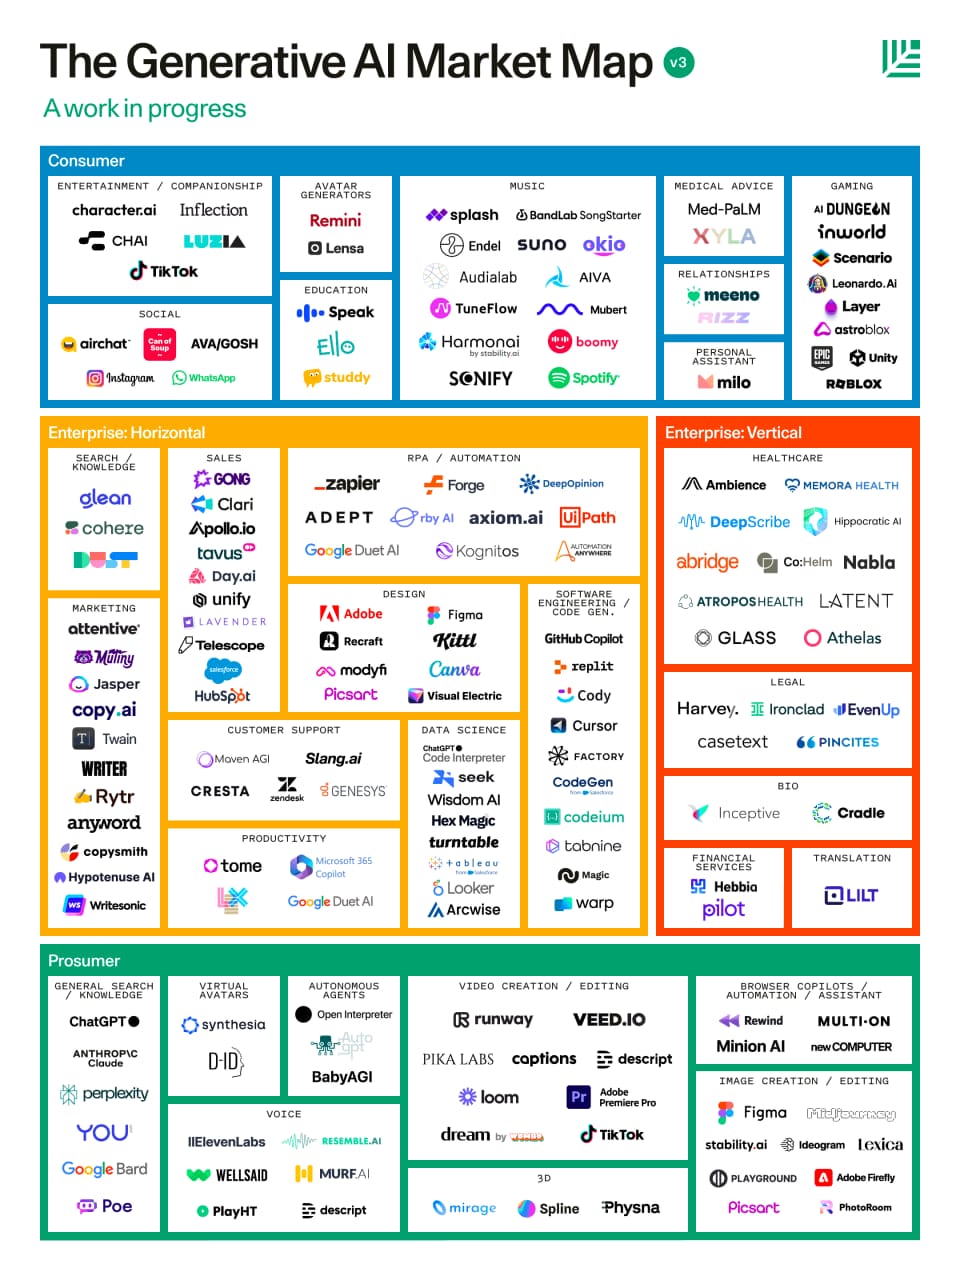 The Generative AI Market Map v3
A work in progress
Consumer
ENTERTAINMENT / COMPANIONSHIP
character.ai Inflection
CHAI LUZIA
TikTok
SOCIAL
airchat Can of Soup AVA/GOSH
Instagram WhatsApp
AVATAR
GENERATORS
Remini
Lensa
EDUCATION
Speak
Ello
studdy
MUSIC
splash BandLab SongStarter
Endel suno okio
Audialab AIVA
TuneFlow Mubert
Harmonai
by stability.ai
boomy
SONIFY Spotify
MEDICAL ADVICE
Med-PaLM
XYLA
RELATIONSHIPS
meeno
RIZZ
PERSONAL
ASSISTANT
milo
GAMING
AI DUNGEON
inworld
Scenario
Leonardo.Ai
Layer
astroblox
EPIC GAMES Unity
ROBLOX
Enterprise: Horizontal
SEARCH /
KNOWLEDGE
glean
cohere
DUST
MARKETING
attentive
Mutiny
Jasper
copy.ai
Twain
WRITER
Rytr
anyword
copysmith
Hypotenuse AI
WS Writesonic
SALES
GONG
Clari
Apollo.io
tavus
Day.ai
unify
LAVENDER
Telescope
salesforce
HubSpot
RPA / AUTOMATION
_zapier Forge DeepOpinion
ADEPT Orby AI axiom.ai UiPath
Google Duet AI Kognitos AUTOMATION
ANYWHERE
DESIGN
Adobe Figma
Recraft Kittl
modyfi Canva
Picsart Visual Electric
SOFTWARE
ENGINEERING /
CODE GEN.
GitHub Copilot
replit
Cody
Cursor
FACTORY
CodeGen
from Salesforce
codeium
tabnine
Magic
warp
CUSTOMER SUPPORT
Maven AGI Slang.ai
CRESTA zendesk GENESYS
PRODUCTIVITY
tome Microsoft 365
Copilot
Google Duet AI
DATA SCIENCE
ChatGPT
Code Interpreter
seek
Wisdom AI
Hex Magic
turntable
+ableau
from Salesforce
Looker
Arcwise
Enterprise: Vertical
HEALTHCARE
Ambience MEMORA HEALTH
DeepScribe Hippocratic AI
abridge Co:Helm Nabla
ATROPOSHEALTH LATENT
GLASS Athelas
LEGAL
Harvey. Ironclad EvenUp
casetext PINCITES
BIO
Inceptive Cradle
FINANCIAL
SERVICES
Hebbia
pilot
TRANSLATION
LILT
Prosumer
GENERAL SEARCH
/ KNOWLEDGE
ChatGPT
ANTHROP\C
Claude
perplexity
YOU
Google Bard
Poe
VIRTUAL
AVATARS
synthesia
D-ID
AUTONOMOUS
AGENTS
Open Interpreter
Auto
gpt
BabyAGI
VOICE
IIElevenLabs RESEMBLE.AI
WELLSAID MURF.AI
PlayHT descript
VIDEO CREATION / EDITING
runway VEED.IO
PIKA LABS captions descript
loom Pr Adobe
Premiere Pro
dream by WOMBO TikTok
3D
mirage Spline Physna
BROWSER COPILOTS /
AUTOMATION / ASSISTANT
Rewind MULTI·ON
Minion AI new COMPUTER
IMAGE CREATION / EDITING
Figma Midjourney
stability.ai Ideogram Lexica
PLAYGROUND Adobe Firefly
Picsart PhotoRoom